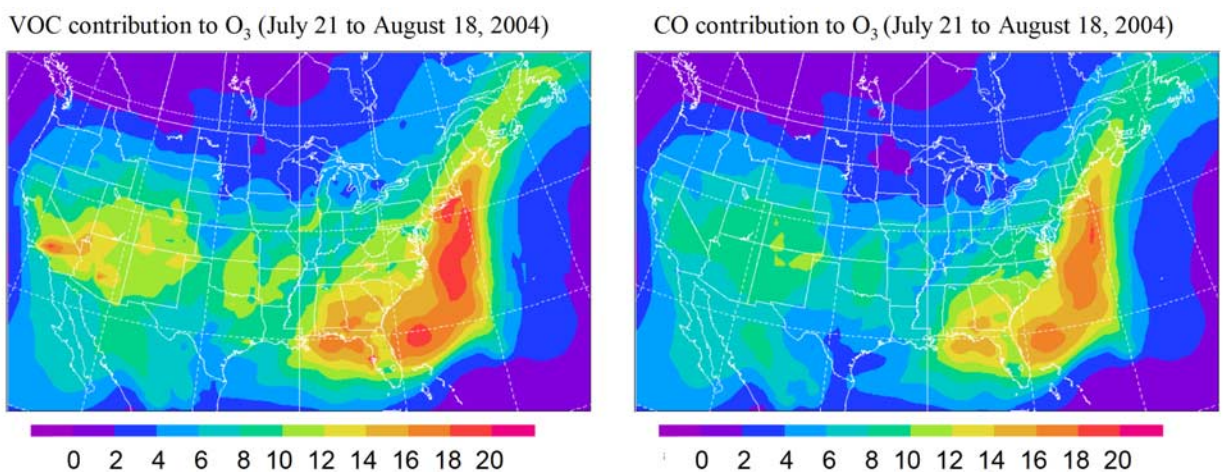 VOC contribution to O3 (July 21 to August 18, 2004)
CO contribution to O3 (July 21 to August 18, 2004)
0 2 4 6 8 10 12 14 16 18 20
0 2 4 6 8 10 12 14 16 18 20